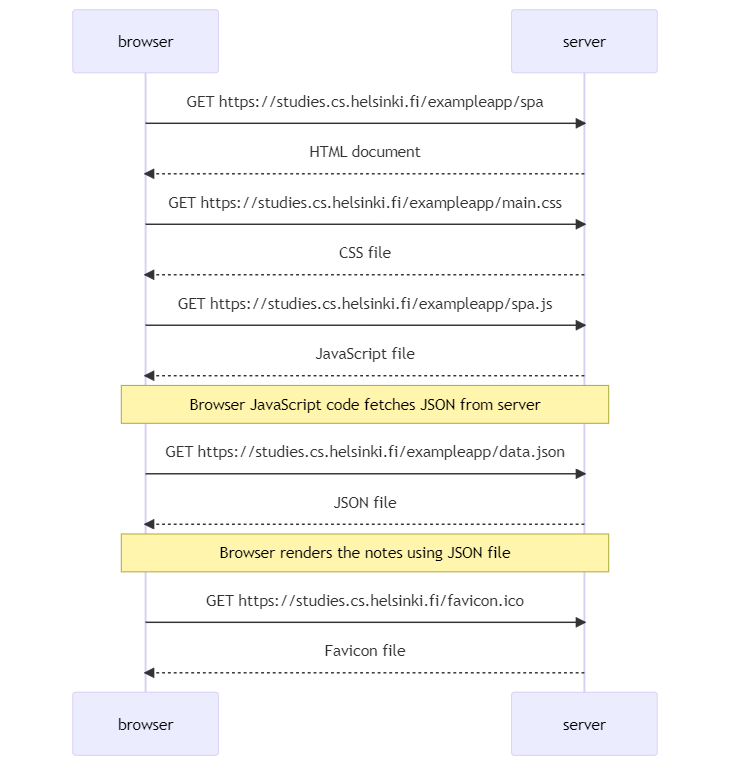 browser
server
GET https://studies.cs.helsinki.fi/exampleapp/spa
HTML document
GET https://studies.cs.helsinki.fi/exampleapp/main.css
CSS file
GET https://studies.cs.helsinki.fi/exampleapp/spa.js
JavaScript file
Browser JavaScript code fetches JSON from server
GET https://studies.cs.helsinki.fi/exampleapp/data.json
JSON file
Browser renders the notes using JSON file
GET https://studies.cs.helsinki.fi/favicon.ico
Favicon file
browser
server